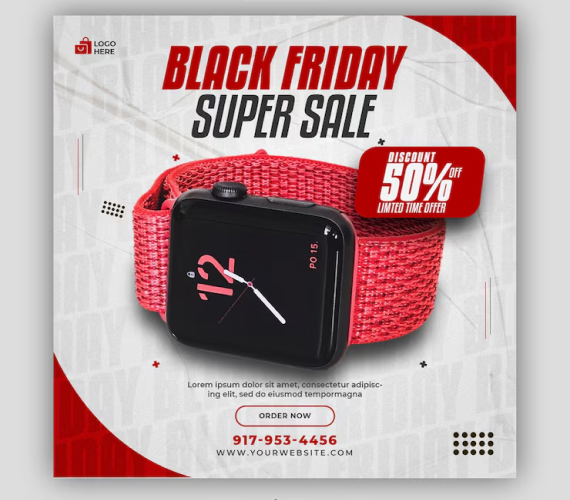 LOGO
HERE
BLACK FRIDAY
SUPER SALE
DISCOUNT
50% OFF
LIMITED TIME OFFER
12
PO 15.
Lorem ipsum dolor sit amet, consectetur adipisc-
ing elit, sed do eiusmod tempormagna
ORDER NOW
917-953-4456
WWW.YOURWEBSITE.COM